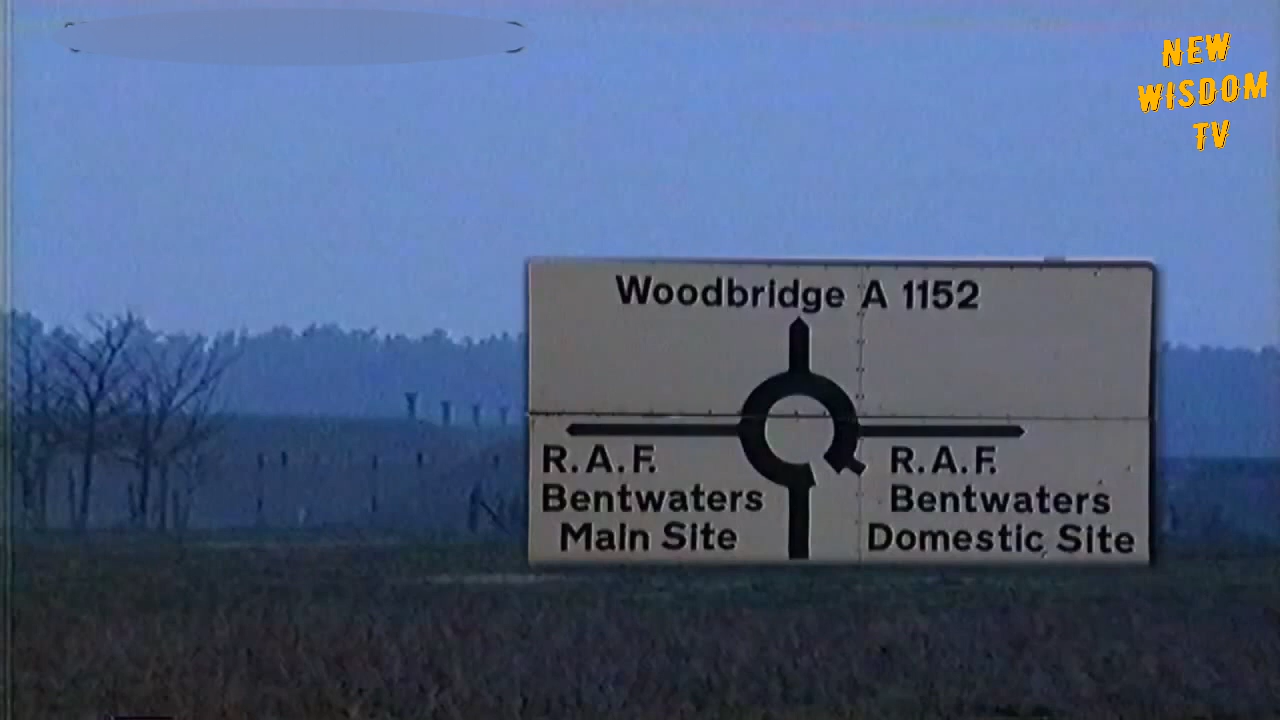 NEW
WISDOM
TV
Woodbridge A 1152
R.A.F.
Bentwaters
Main Site
R.A.F.
Bentwaters
Domestic Site